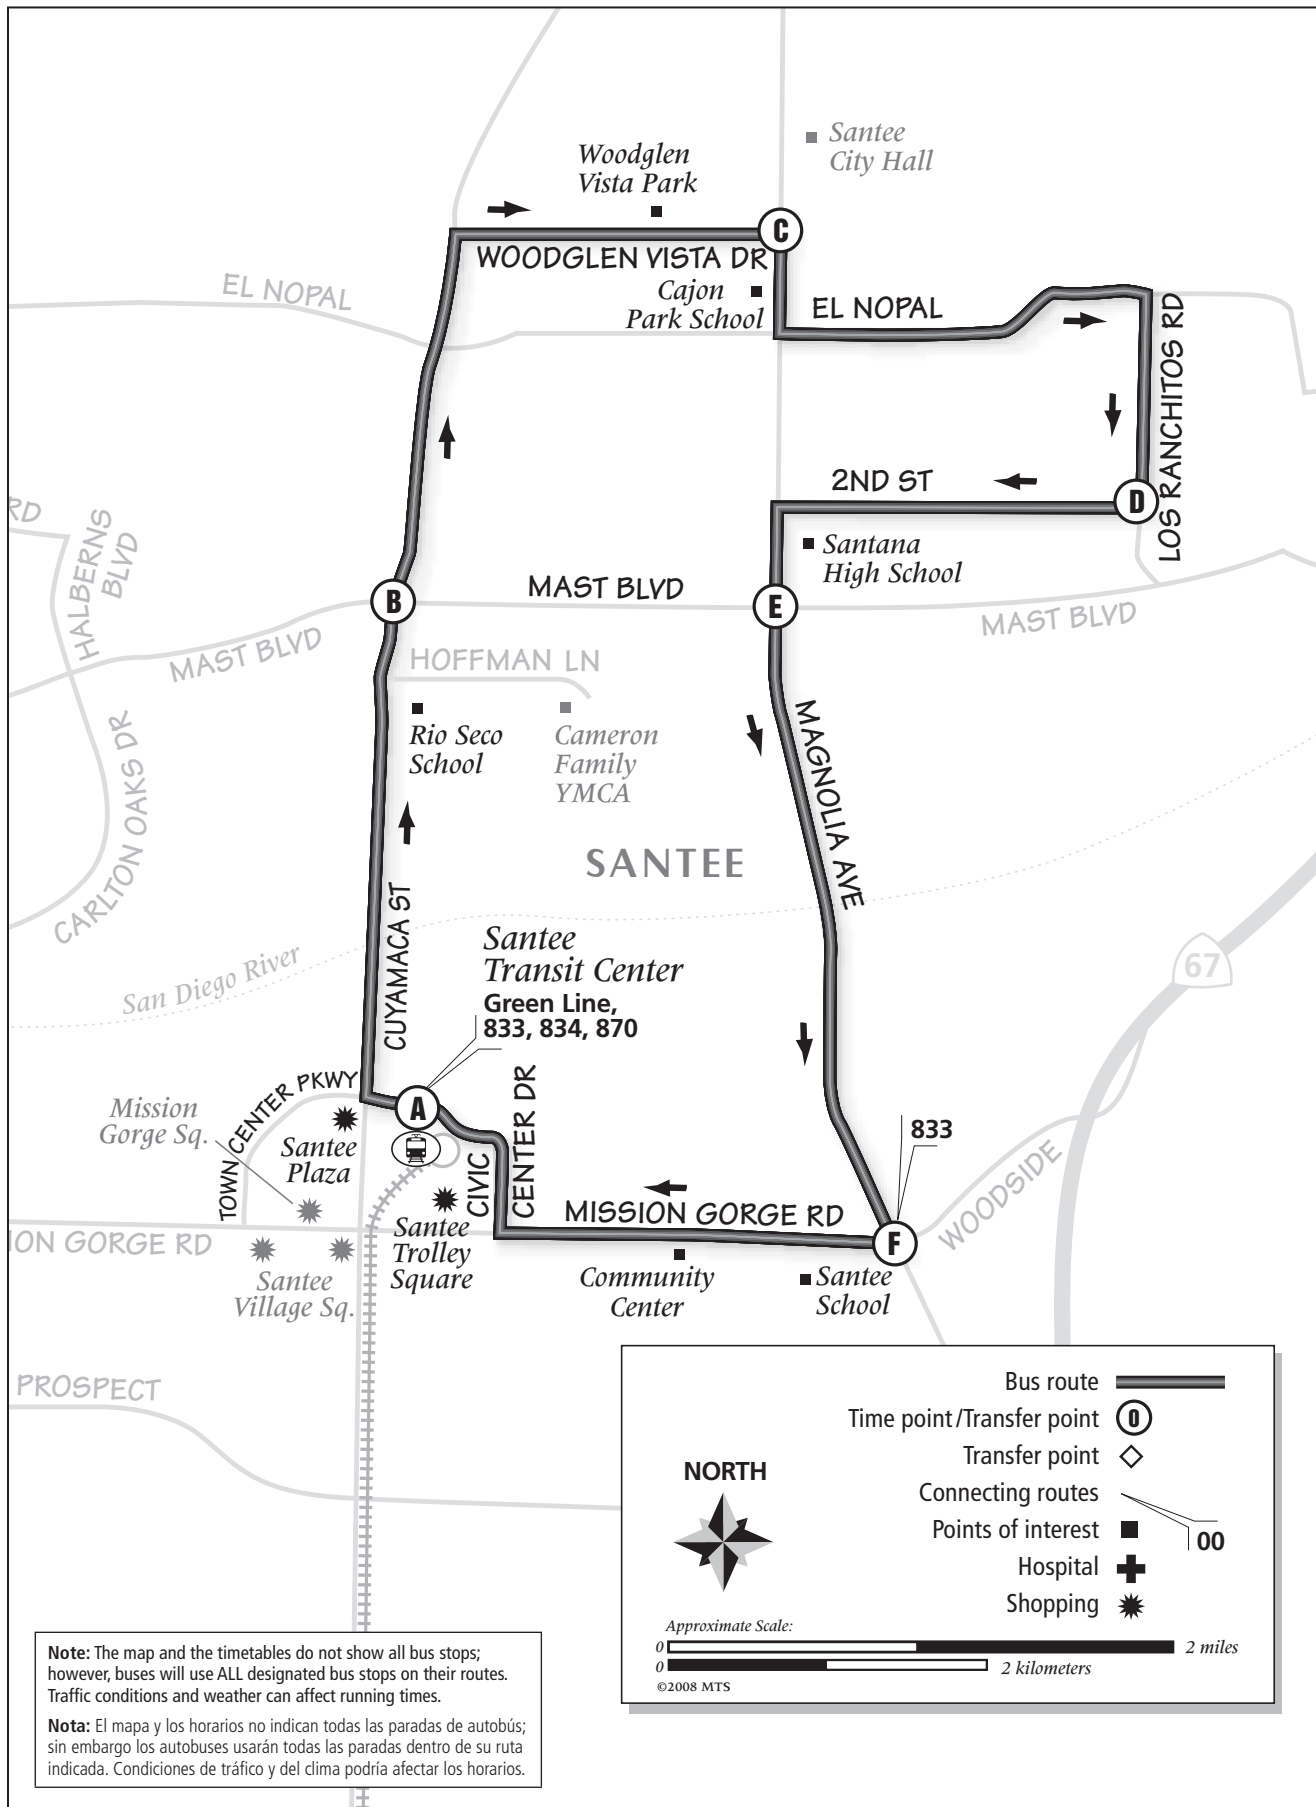 Santee
City Hall
Woodglen
Vista Park
C
WOODGLEN VISTA DR
EL NOPAL
Cajon
Park School
EL NOPAL
LOS RANCHITOS RD
2ND ST
D
RD
HALBERNS
BLVD
Santana
High School
B
MAST BLVD
E
MAST BLVD
MAST BLVD
HOFFMAN LN
Rio Seco
School
Cameron
Family
YMCA
MAGNOLIA AVE
CARLTON OAKS DR
SANTEE
CUYAMACA ST
Santee
Transit Center
Green Line,
833, 834, 870
San Diego River
67
TOWN CENTER PKWY
A
CIVIC
CENTER DR
Mission
Gorge Sq.
Santee
Plaza
833
WOODSIDE
MISSION GORGE RD
F
ION GORGE RD
Santee
Trolley
Square
Santee
Village Sq.
Community
Center
Santee
School
PROSPECT
Bus route
Time point/Transfer point
0
Transfer point
Connecting routes
00
Points of interest
Hospital
Shopping
NORTH
Approximate Scale:
0 2 miles
0 2 kilometers
©2008 MTS
Note: The map and the timetables do not show all bus stops;
however, buses will use ALL designated bus stops on their routes.
Traffic conditions and weather can affect running times.
Nota: El mapa y los horarios no indican todas las paradas de autobús;
sin embargo los autobuses usarán todas las paradas dentro de su ruta
indicada. Condiciones de tráfico y del clima podría afectar los horarios.